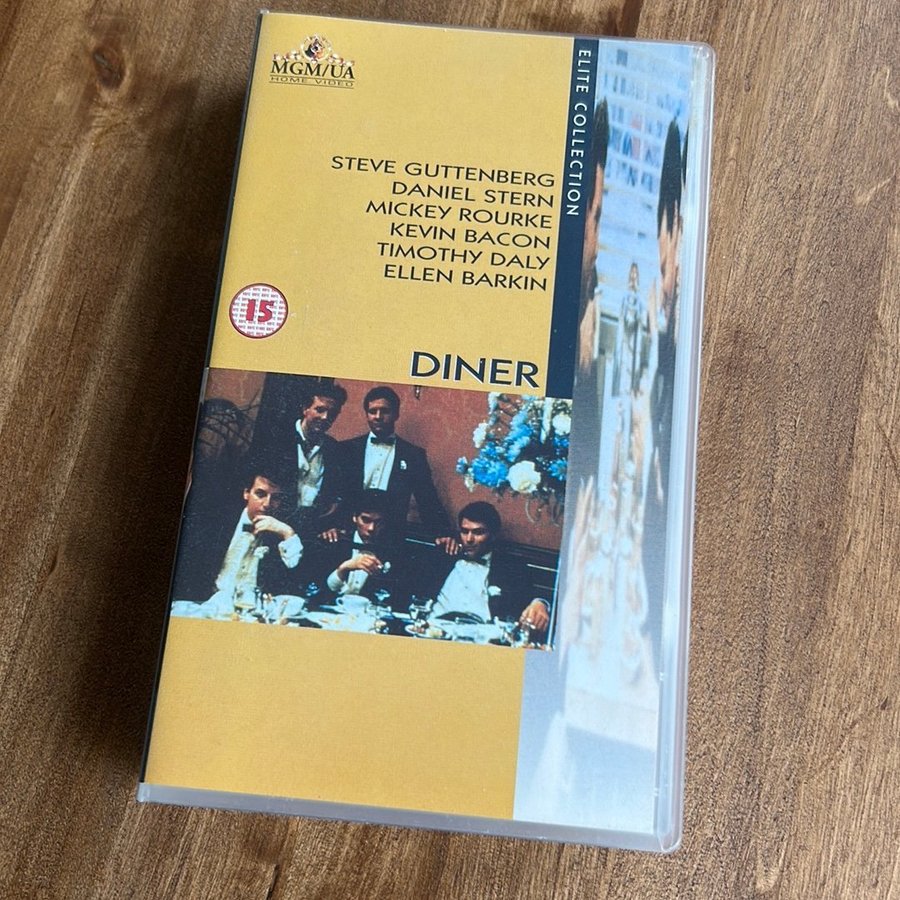 MGM/UA
HOME VIDEO
ELITE COLLECTION
STEVE GUTTENBERG
DANIEL STERN
MICKEY ROURKE
KEVIN BACON
TIMOTHY DALY
ELLEN BARKIN
15
DINER